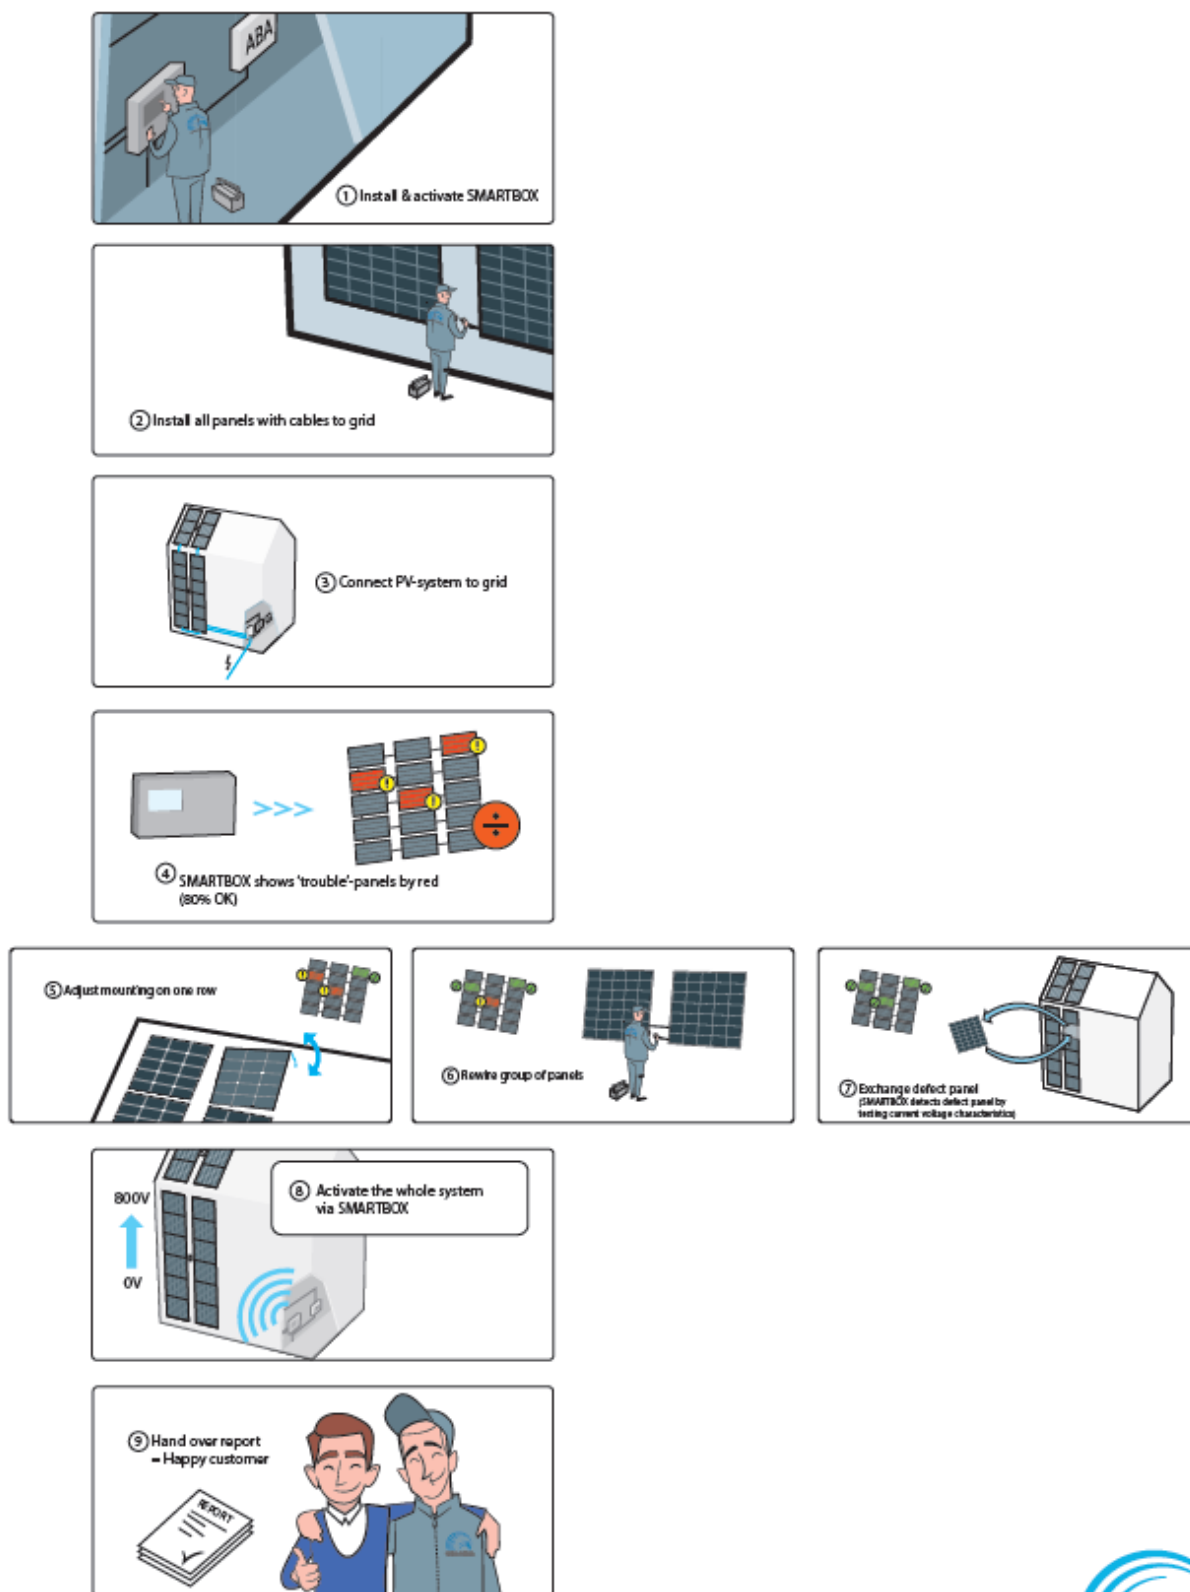 ABA
① Install & activate SMARTBOX
② Install all panels with cables to grid
③ Connect PV-system to grid
④ SMARTBOX shows 'trouble'-panels by red
(80% OK)
⑤ Adjust mounting on one row
⑥ Rewire group of panels
⑦ Exchange defect panel
(SMARTBOX detects defect panel by
testing current voltage characteristics)
800V
0V
⑧ Activate the whole system
via SMARTBOX
⑨ Hand over report
= Happy customer
REPORT